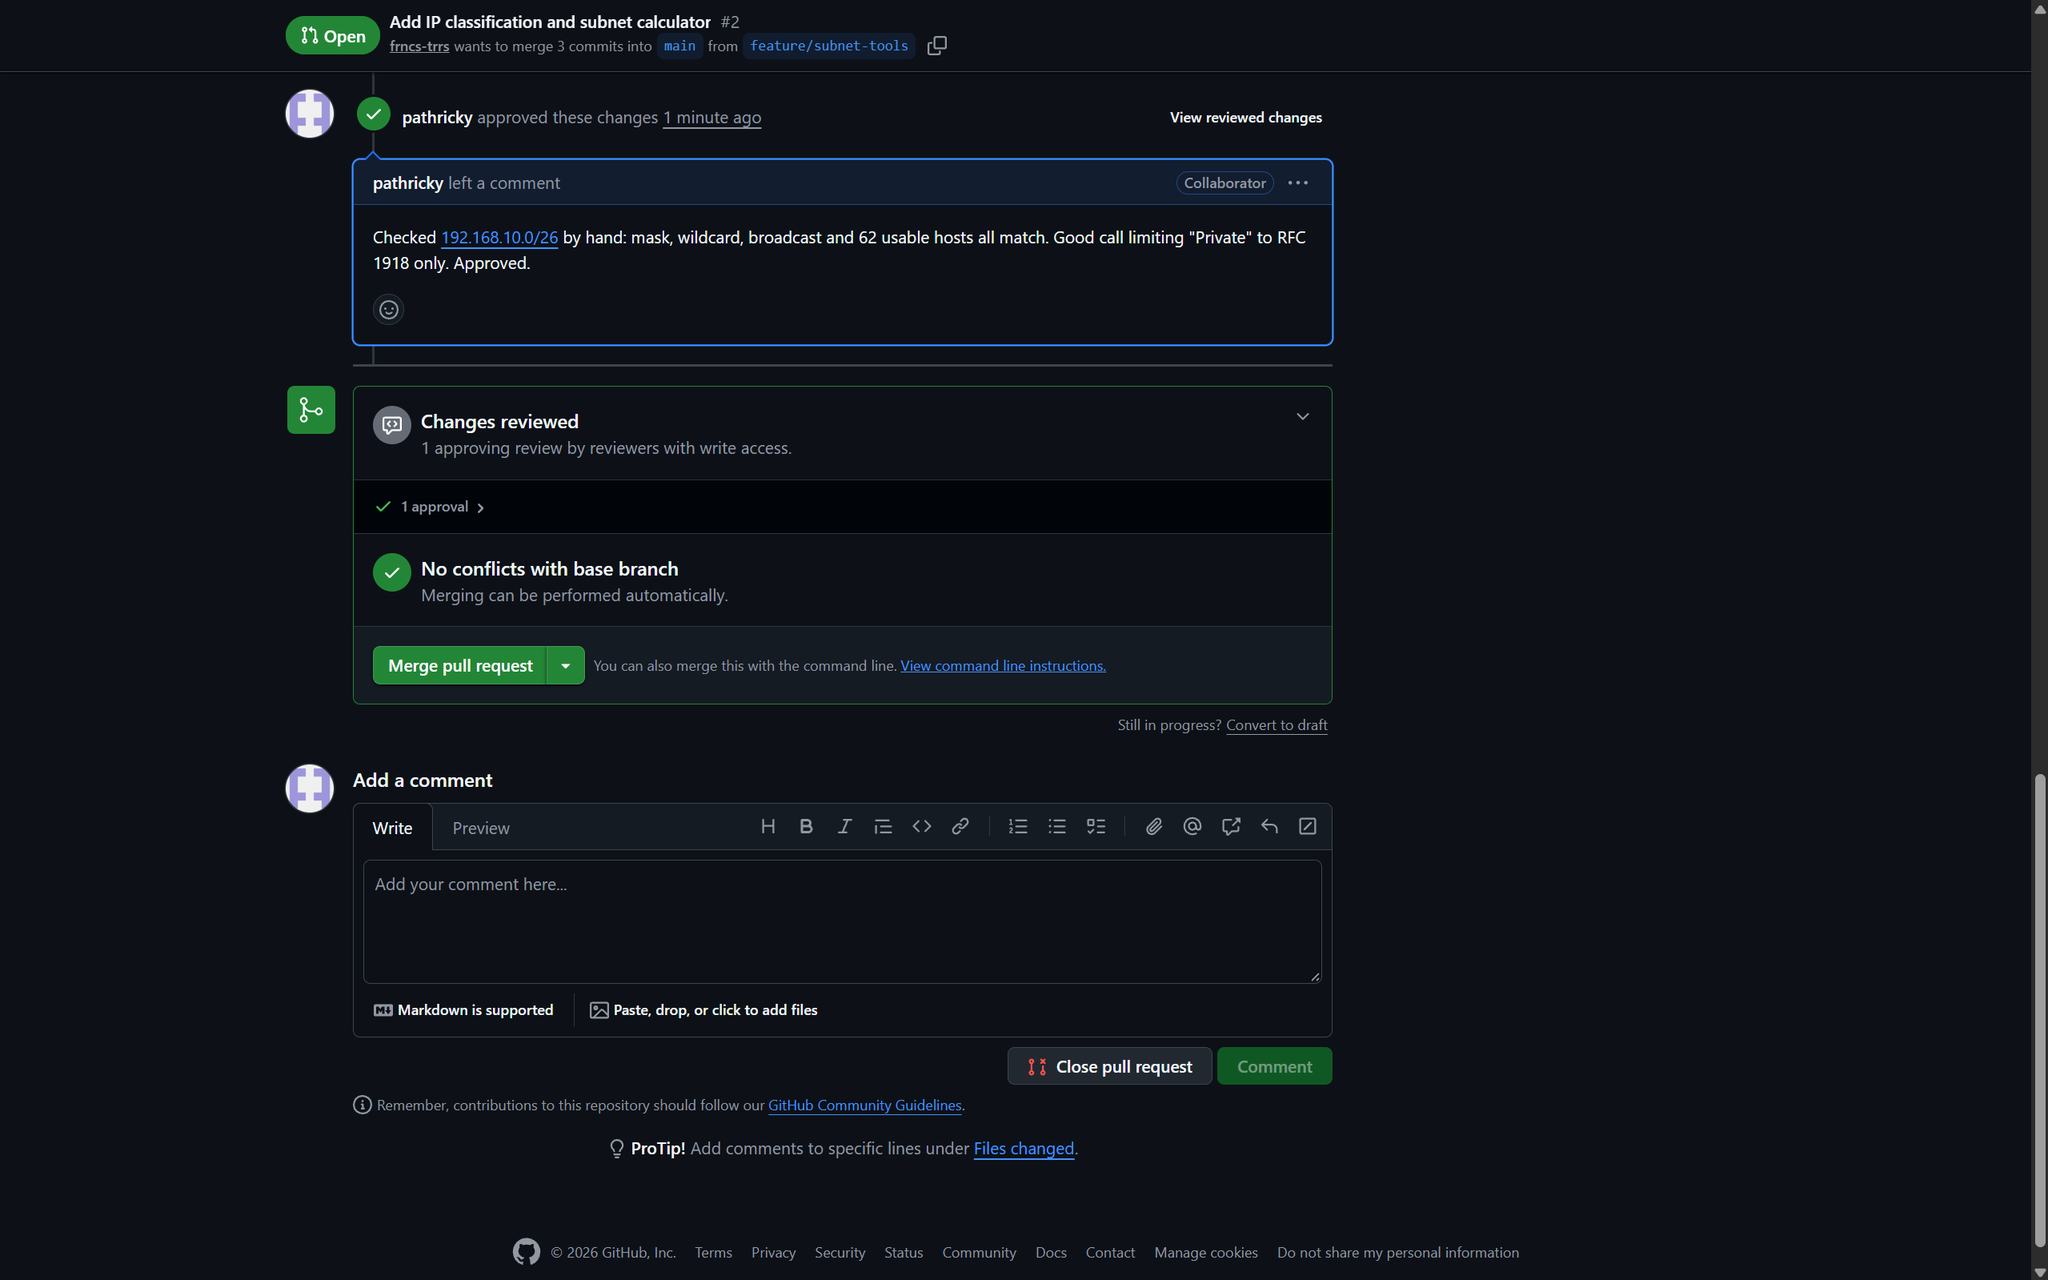 Open
Add IP classification and subnet calculator #2
frncs-trrs wants to merge 3 commits into main from feature/subnet-tools
pathricky approved these changes 1 minute ago
View reviewed changes
pathricky left a comment
Collaborator
Checked 192.168.10.0/26 by hand: mask, wildcard, broadcast and 62 usable hosts all match. Good call limiting "Private" to RFC
1918 only. Approved.
Changes reviewed
1 approving review by reviewers with write access.
1 approval
No conflicts with base branch
Merging can be performed automatically.
Merge pull request
You can also merge this with the command line. View command line instructions.
Still in progress? Convert to draft
Add a comment
Write
Preview
Add your comment here...
Markdown is supported
Paste, drop, or click to add files
Close pull request
Comment
Remember, contributions to this repository should follow our GitHub Community Guidelines.
ProTip! Add comments to specific lines under Files changed.
© 2026 GitHub, Inc. Terms Privacy Security Status Community Docs Contact Manage cookies Do not share my personal information